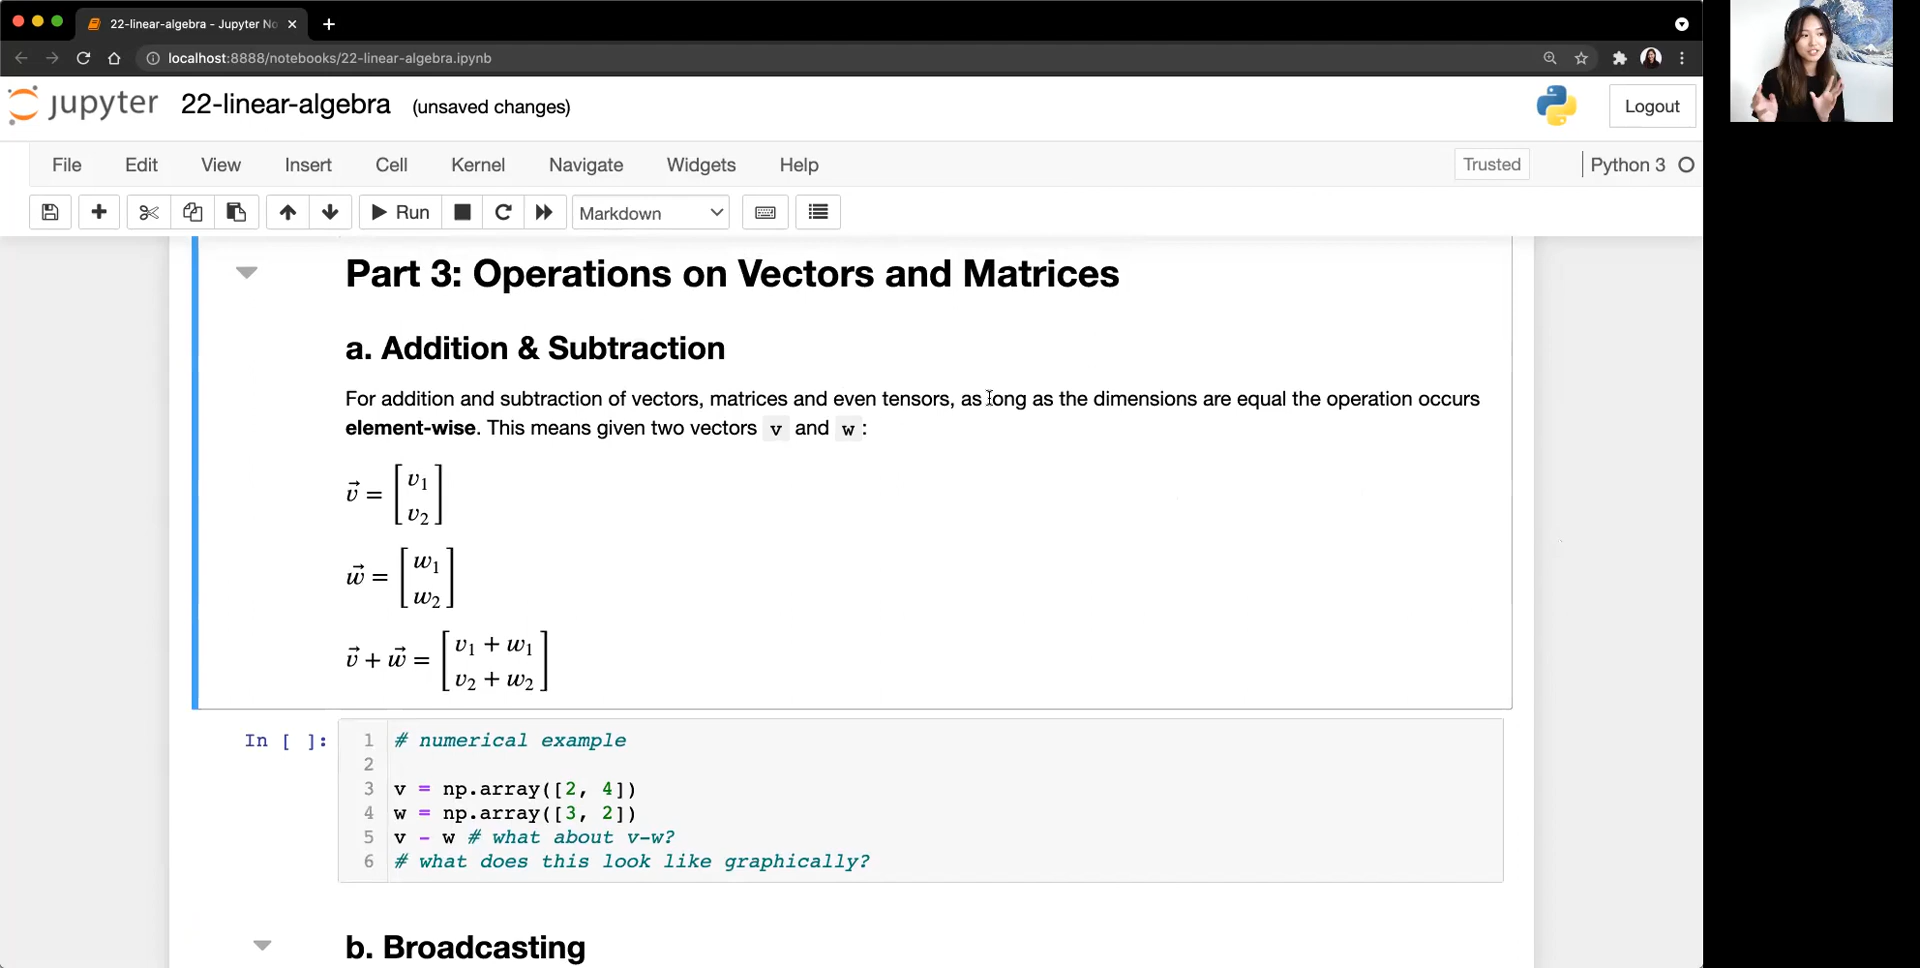 22-linear-algebra - Jupyter No
localhost:8888/notebooks/22-linear-algebra.ipynb
jupyter 22-linear-algebra (unsaved changes)
Logout
File Edit View Insert Cell Kernel Navigate Widgets Help Trusted Python 3
Run Markdown
Part 3: Operations on Vectors and Matrices
a. Addition & Subtraction
For addition and subtraction of vectors, matrices and even tensors, as long as the dimensions are equal the operation occurs
element-wise. This means given two vectors v and w:
v⃗ = [v₁
v₂]
w⃗ = [w₁
w₂]
v⃗ + w⃗ = [v₁ + w₁
v₂ + w₂]
In [ ]: 1 # numerical example
2
3 v = np.array([2, 4])
4 w = np.array([3, 2])
5 v - w # what about v-w?
6 # what does this look like graphically?
b. Broadcasting